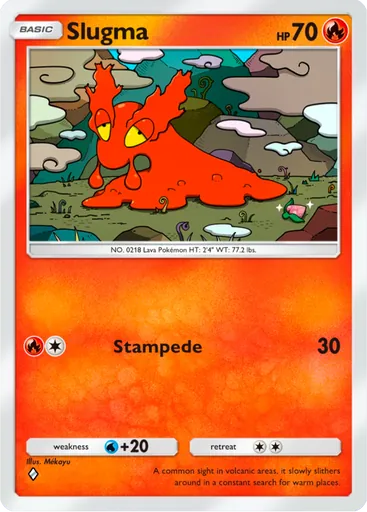 BASIC Slugma HP 70
NO. 0218 Lava Pokémon HT: 2'4" WT: 77.2 lbs.
Stampede 30
weakness +20 retreat
Illus. Mékayu
A common sight in volcanic areas. It slowly slithers
around in a constant search for warm places.